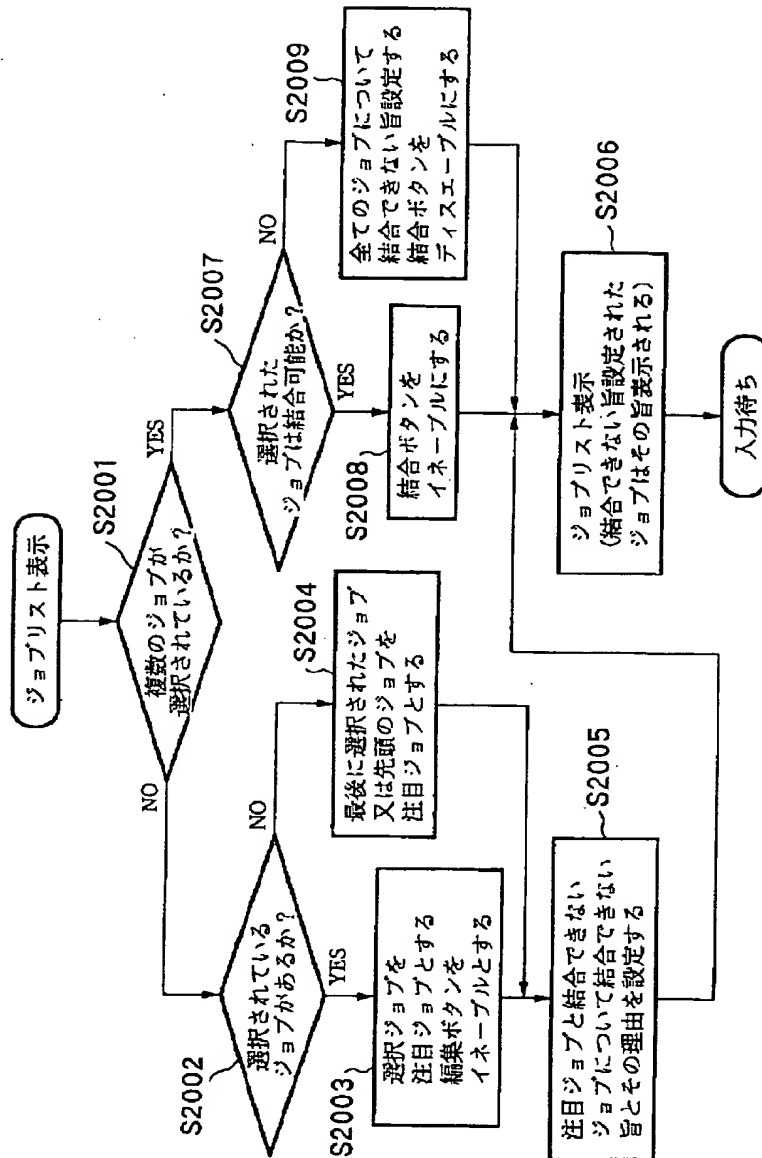 ジョブリスト表示
S2001
複数のジョブが
選択されているか？
NO
YES
S2002
選択されている
ジョブがあるか？
NO
YES
S2003
選択ジョブを
注目ジョブとする
編集ボタンを
イネーブルとする
S2004
最後に選択されたジョブ
又は先頭のジョブを
注目ジョブとする
S2005
注目ジョブと結合できない
ジョブについて結合できない
旨とその理由を設定する
S2007
選択された
ジョブは結合可能か？
NO
YES
S2008
結合ボタンを
イネーブルにする
S2009
全てのジョブについて
結合できない旨設定する
結合ボタンを
ディスエーブルにする
S2006
ジョブリスト表示
(結合できない旨設定された
ジョブはその旨表示される)
入力待ち